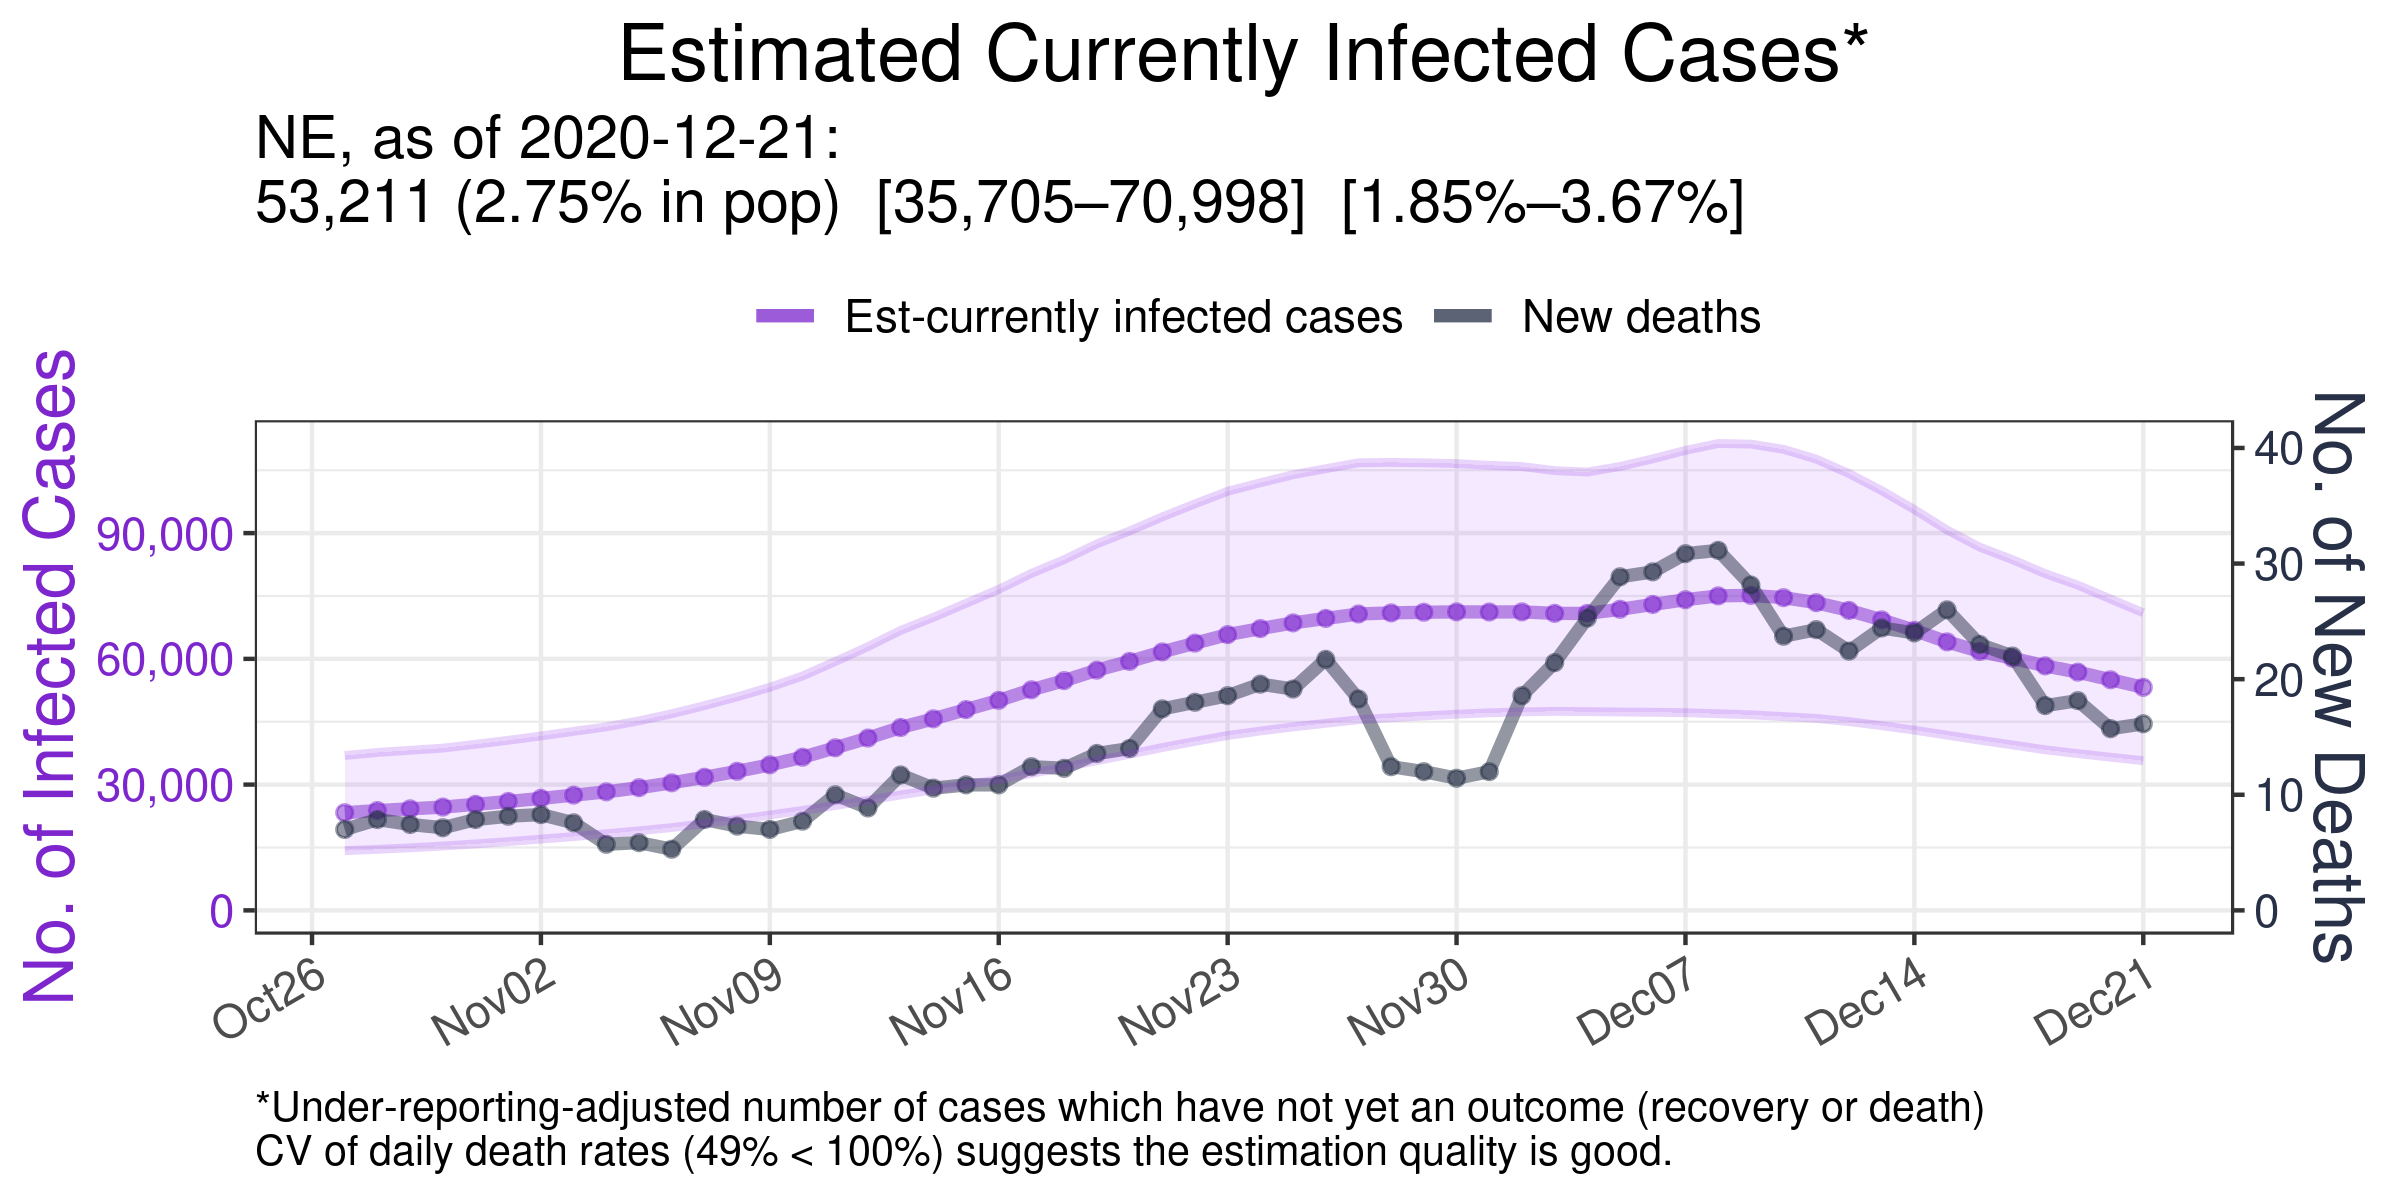 Estimated Currently Infected Cases*
NE, as of 2020-12-21:
53,211 (2.75% in pop)  [35,705–70,998]  [1.85%–3.67%]
Est-currently infected cases
New deaths
No. of Infected Cases
90,000
60,000
30,000
0
40
30
20
10
0
No. of New Deaths
Oct26
Nov02
Nov09
Nov16
Nov23
Nov30
Dec07
Dec14
Dec21
*Under-reporting-adjusted number of cases which have not yet an outcome (recovery or death)
CV of daily death rates (49% < 100%) suggests the estimation quality is good.